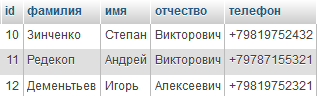 id фамилия имя отчество телефон
10 Зинченко Степан Викторович +79819752432
11 Редекоп Андрей Викторович +79787155321
12 Дементьтев Игорь Алексеевич +79819752321